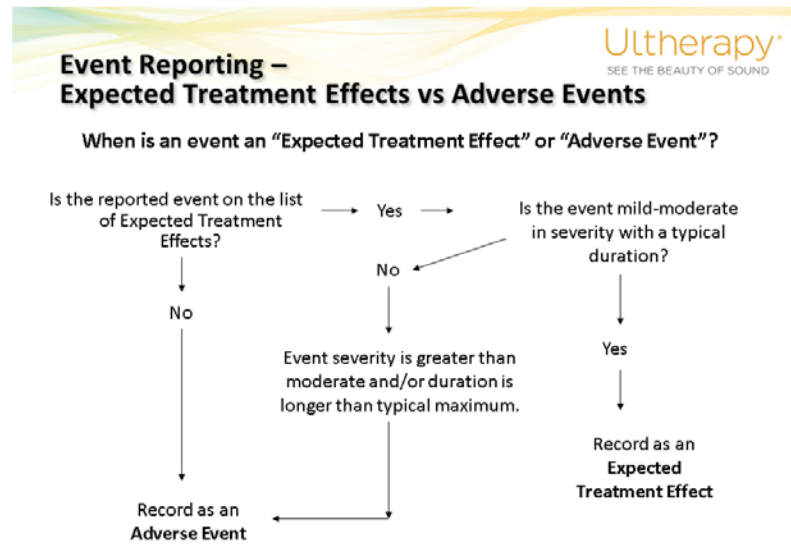 Ultherapy
SEE THE BEAUTY OF SOUND
Event Reporting –
Expected Treatment Effects vs Adverse Events
When is an event an “Expected Treatment Effect” or “Adverse Event”?
Is the reported event on the list
of Expected Treatment
Effects?
Yes
Is the event mild-moderate
in severity with a typical
duration?
No
No
Event severity is greater than
moderate and/or duration is
longer than typical maximum.
Yes
Record as an
Expected
Treatment Effect
Record as an
Adverse Event